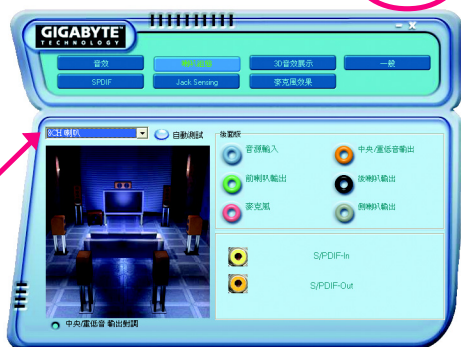 GIGABYTE™
TECHNOLOGY
音效
喇叭組態
3D音效展示
一般
SPDIF
Jack Sensing
麥克風效果
8CH 喇叭
自動測試
後面板
音源輸入
中央/重低音輸出
前喇叭輸出
後喇叭輸出
麥克風
側喇叭輸出
S/PDIF-In
S/PDIF-Out
中央/重低音 輸出對調